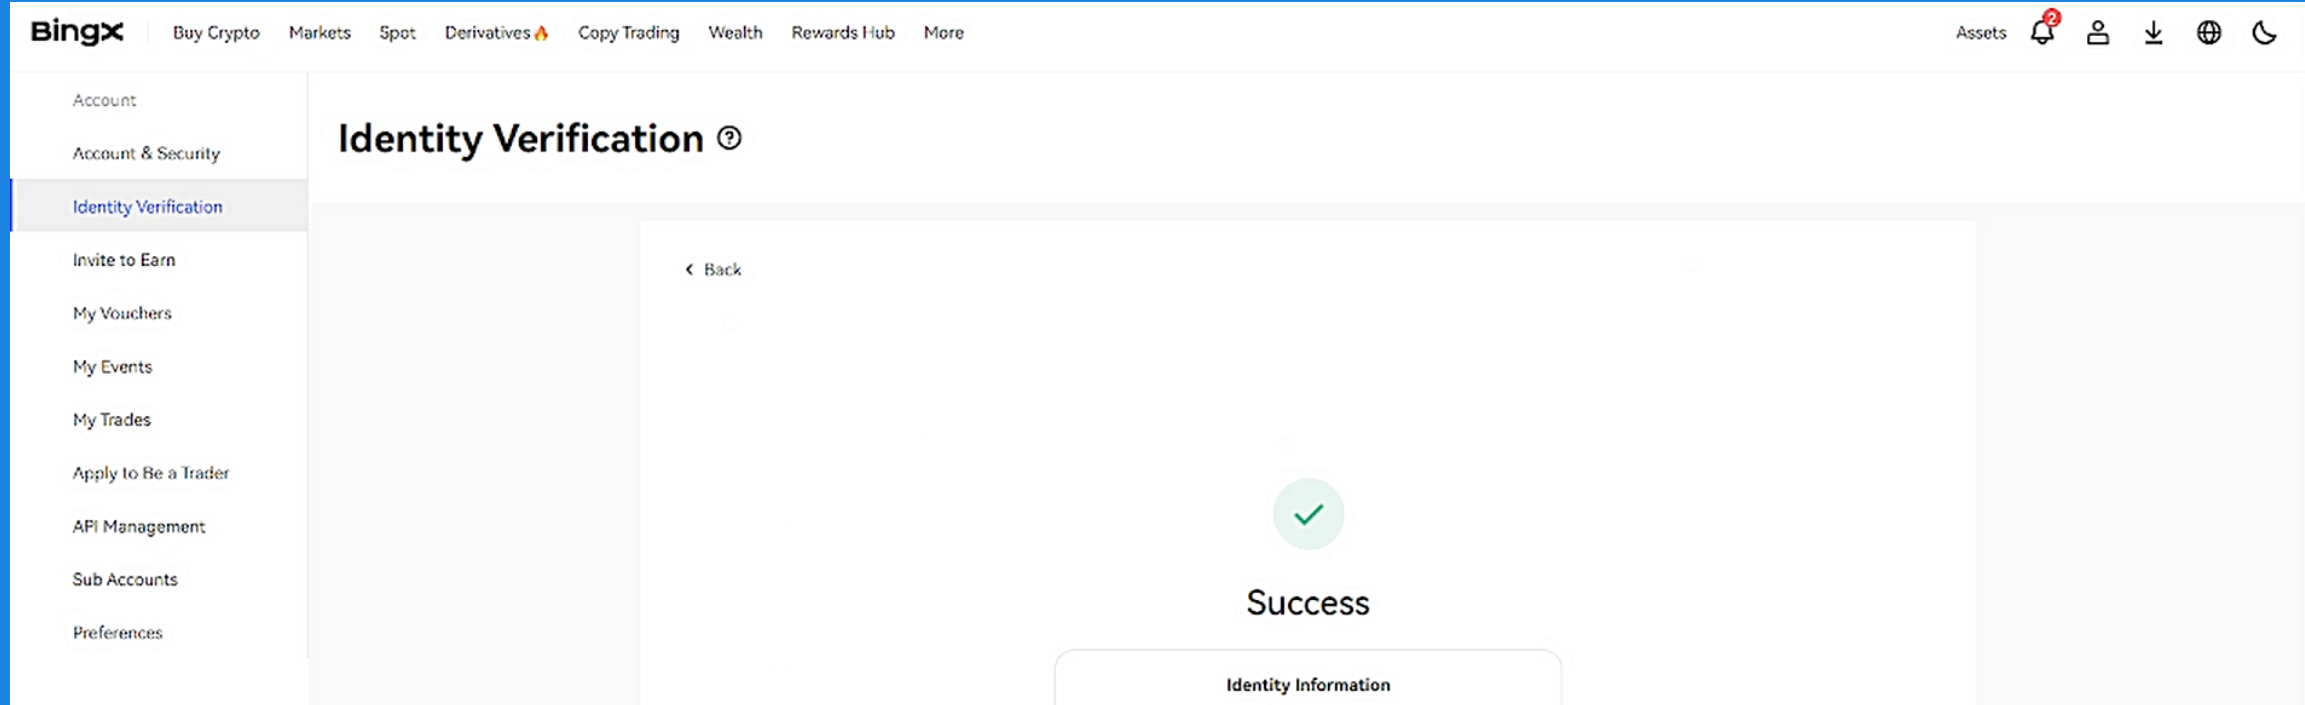 BingX Buy Crypto Markets Spot Derivatives🔥 Copy Trading Wealth Rewards Hub More Assets 2
Account
Account & Security
Identity Verification
Invite to Earn
My Vouchers
My Events
My Trades
Apply to Be a Trader
API Management
Sub Accounts
Preferences
Identity Verification ?
Back
Success
Identity Information